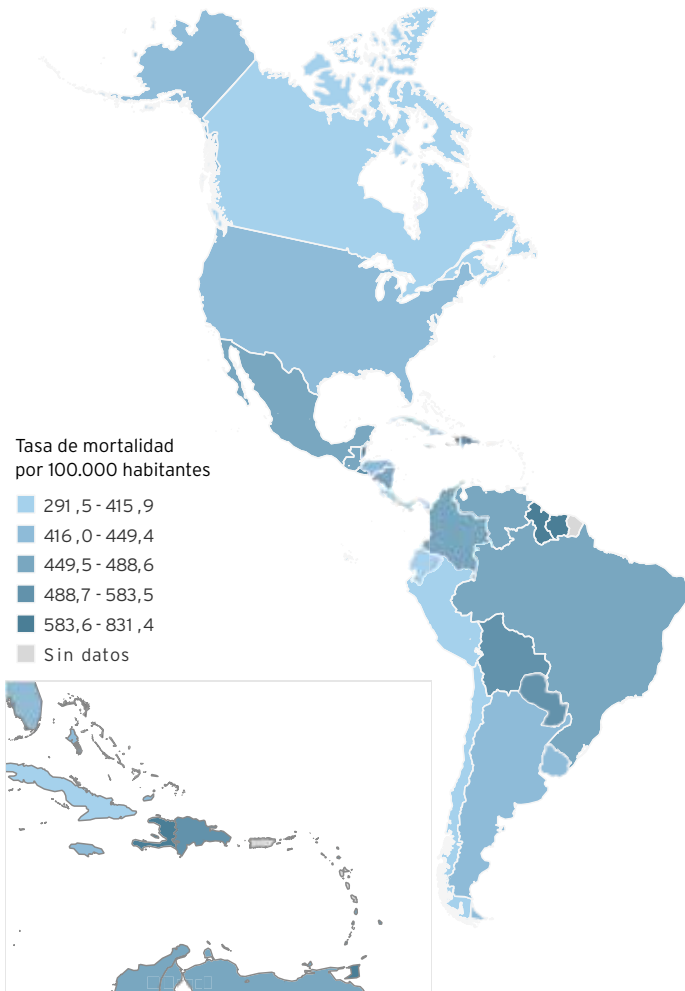 Tasa de mortalidad
por 100.000 habitantes
291,5 - 415,9
416,0 - 449,4
449,5 - 488,6
488,7 - 583,5
583,6 - 831,4
Sin datos